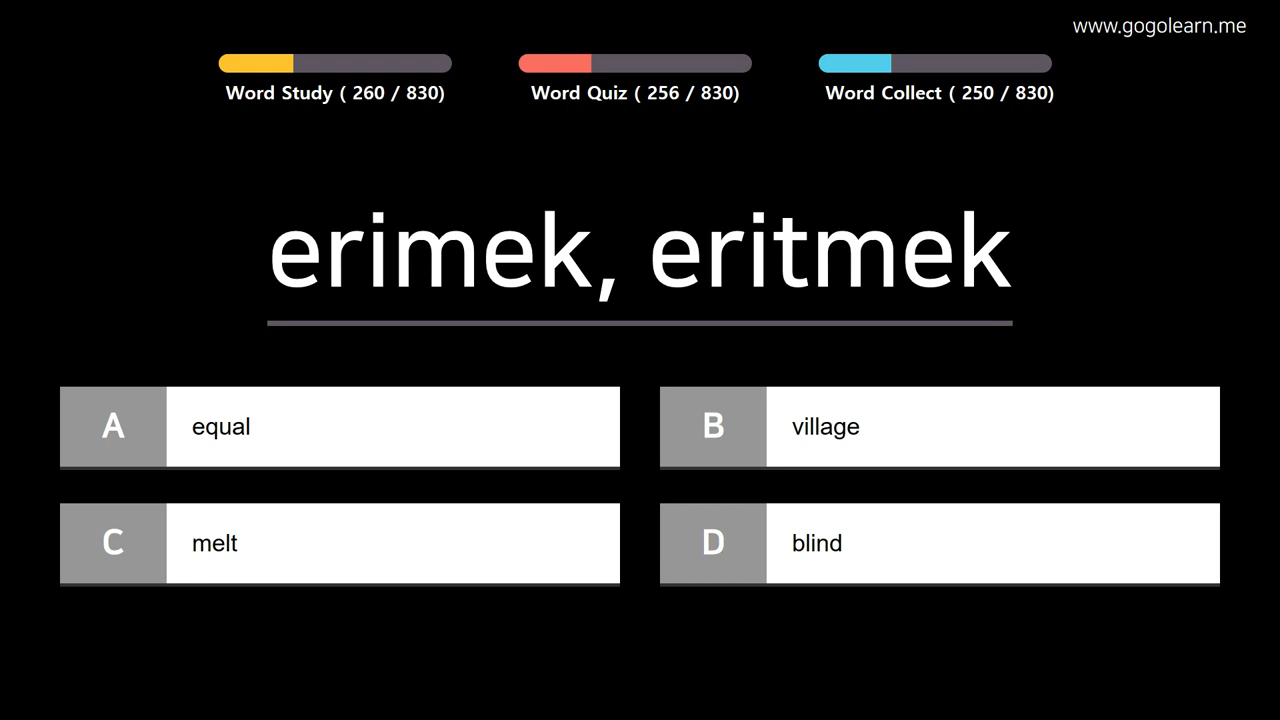 www.gogolearn.me
Word Study ( 260 / 830)
Word Quiz ( 256 / 830)
Word Collect ( 250 / 830)
erimek, eritmek
A equal
B village
C melt
D blind